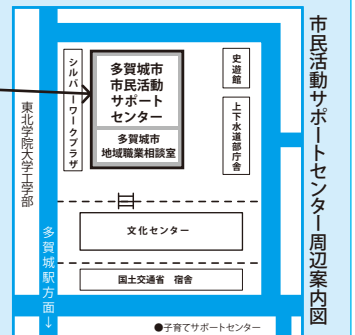 市民活動サポートセンター周辺案内図
史遊館
上下水道部庁舎
多賀城市
市民活動
サポート
センター
多賀城市
地域職業相談室
シルバーワークプラザ
東北学院大学工学部
多賀城駅方面↓
文化センター
国土交通省 宿舎
●子育てサポートセンター